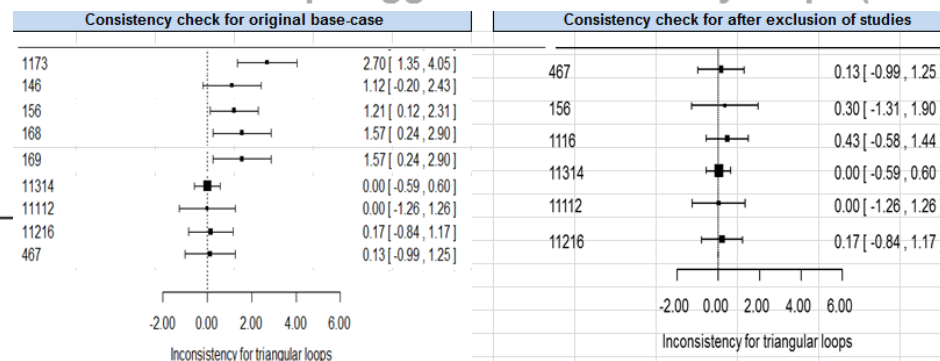 Consistency check for original base-case
1173 2.70 [ 1.35 , 4.05 ]
146 1.12 [ -0.20 , 2.43 ]
156 1.21 [ 0.12 , 2.31 ]
168 1.57 [ 0.24 , 2.90 ]
169 1.57 [ 0.24 , 2.90 ]
11314 0.00 [ -0.59 , 0.60 ]
11112 0.00 [ -1.26 , 1.26 ]
11216 0.17 [ -0.84 , 1.17 ]
467 0.13 [ -0.99 , 1.25 ]
-2.00 0.00 2.00 4.00 6.00
Inconsistency for triangular loops
Consistency check for after exclusion of studies
467 0.13 [ -0.99 , 1.25
156 0.30 [ -1.31 , 1.90
1116 0.43 [ -0.58 , 1.44
11314 0.00 [ -0.59 , 0.60
11112 0.00 [ -1.26 , 1.26
11216 0.17 [ -0.84 , 1.17
-2.00 0.00 2.00 4.00 6.00
Inconsistency for triangular loops